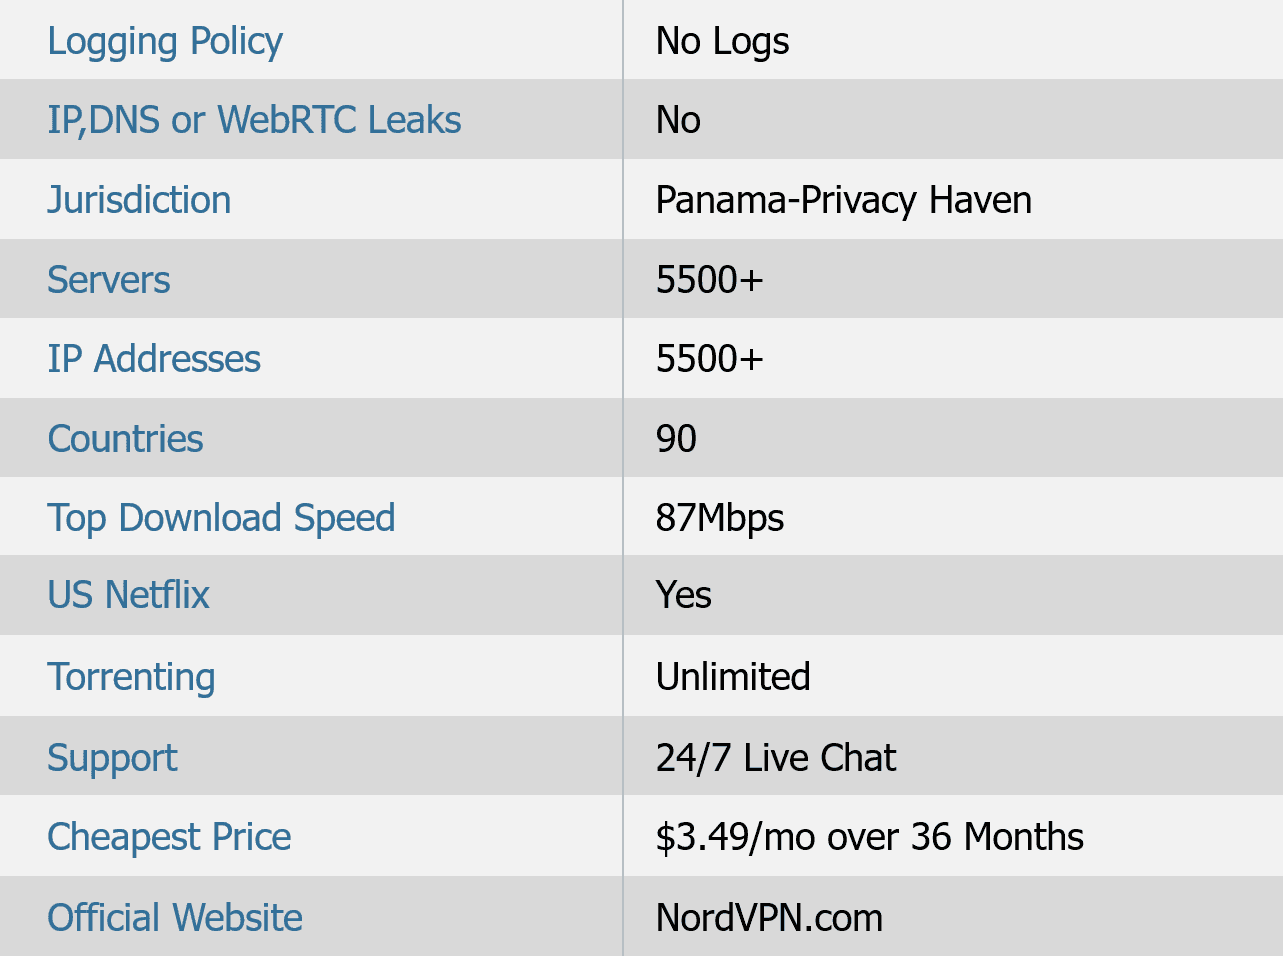 Logging Policy No Logs
IP,DNS or WebRTC Leaks No
Jurisdiction Panama-Privacy Haven
Servers 5500+
IP Addresses 5500+
Countries 90
Top Download Speed 87Mbps
US Netflix Yes
Torrenting Unlimited
Support 24/7 Live Chat
Cheapest Price $3.49/mo over 36 Months
Official Website NordVPN.com